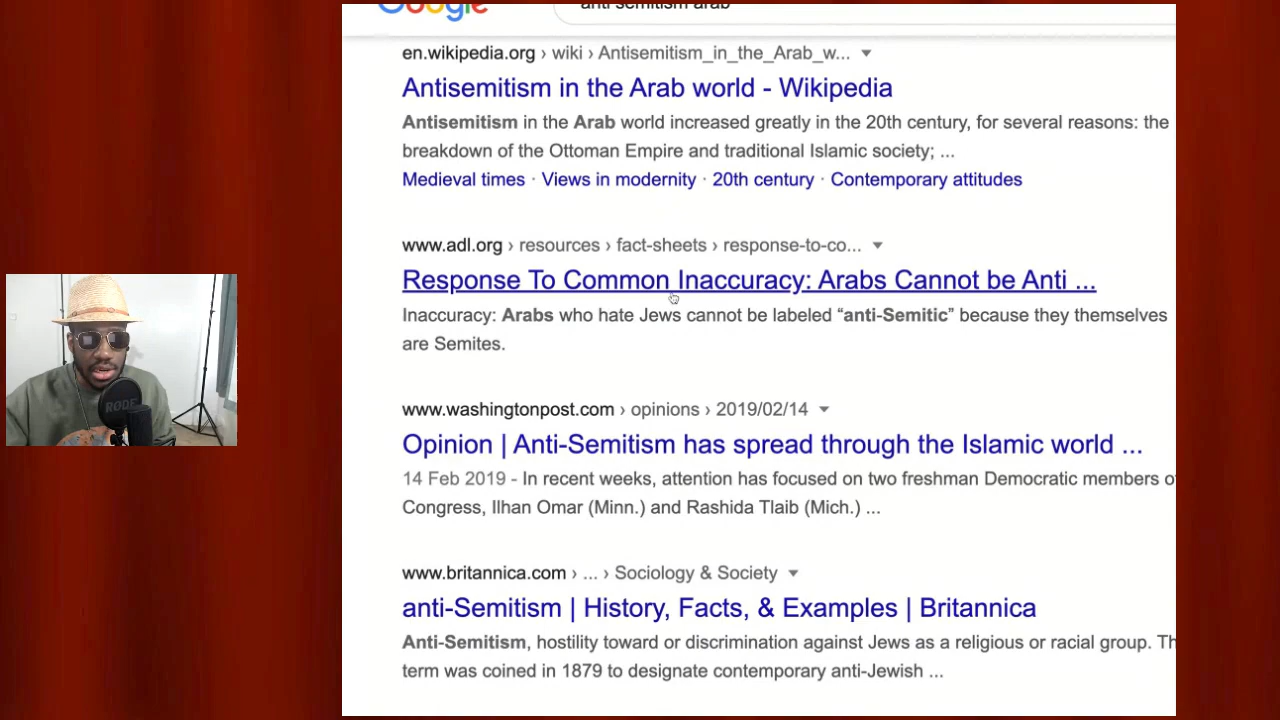 Google
anti semitism arab
en.wikipedia.org › wiki › Antisemitism_in_the_Arab_w...
Antisemitism in the Arab world - Wikipedia
Antisemitism in the Arab world increased greatly in the 20th century, for several reasons: the
breakdown of the Ottoman Empire and traditional Islamic society; ...
Medieval times · Views in modernity · 20th century · Contemporary attitudes
www.adl.org › resources › fact-sheets › response-to-co...
Response To Common Inaccuracy: Arabs Cannot be Anti ...
Inaccuracy: Arabs who hate Jews cannot be labeled “anti-Semitic” because they themselves
are Semites.
www.washingtonpost.com › opinions › 2019/02/14
Opinion | Anti-Semitism has spread through the Islamic world ...
14 Feb 2019 - In recent weeks, attention has focused on two freshman Democratic members
Congress, Ilhan Omar (Minn.) and Rashida Tlaib (Mich.) ...
www.britannica.com › ... › Sociology & Society
anti-Semitism | History, Facts, & Examples | Britannica
Anti-Semitism, hostility toward or discrimination against Jews as a religious or racial group.
term was coined in 1879 to designate contemporary anti-Jewish ...
RODE